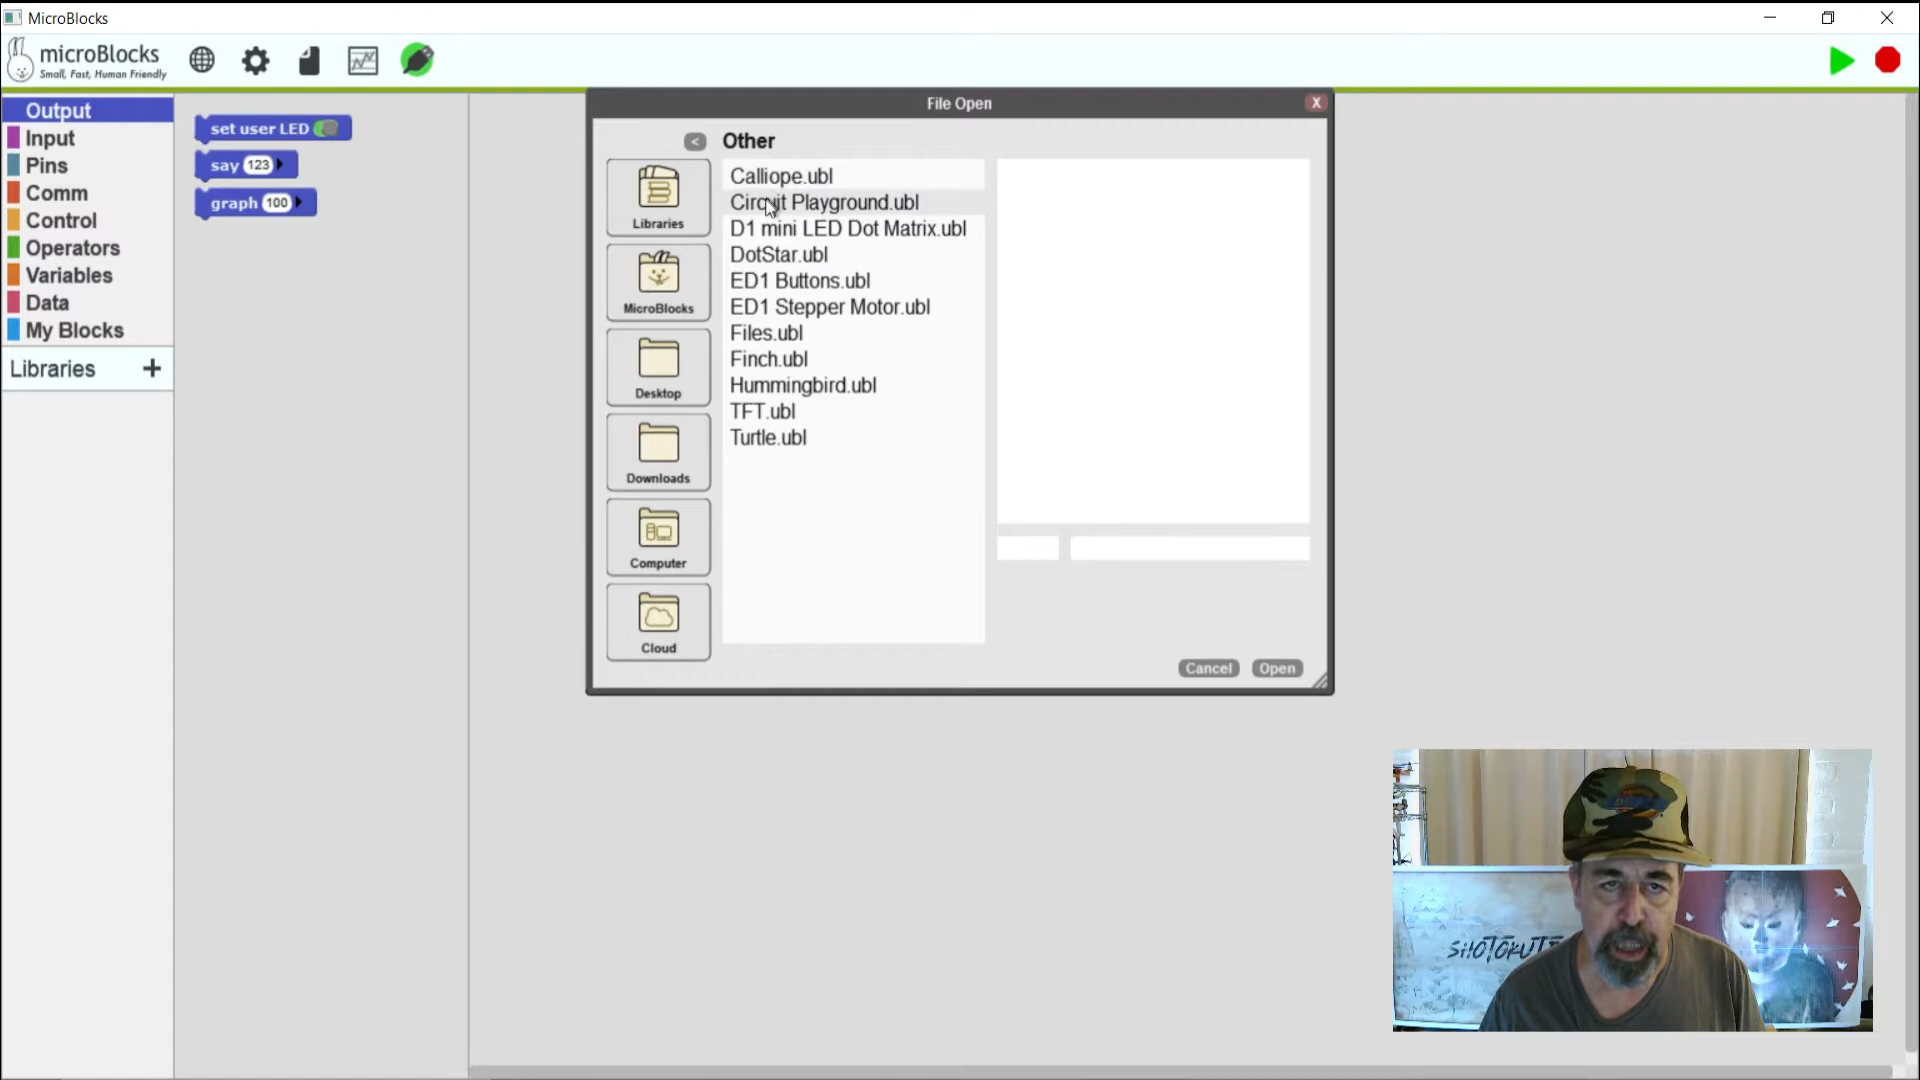 MicroBlocks
microBlocks
Small, Fast, Human Friendly
Output
Input
Pins
Comm
Control
Operators
Variables
Data
My Blocks
Libraries +
set user LED
say 123
graph 100
File Open
X
< Other
Libraries
MicroBlocks
Desktop
Downloads
Computer
Cloud
Calliope.ubl
Circuit Playground.ubl
D1 mini LED Dot Matrix.ubl
DotStar.ubl
ED1 Buttons.ubl
ED1 Stepper Motor.ubl
Files.ubl
Finch.ubl
Hummingbird.ubl
TFT.ubl
Turtle.ubl
Cancel
Open